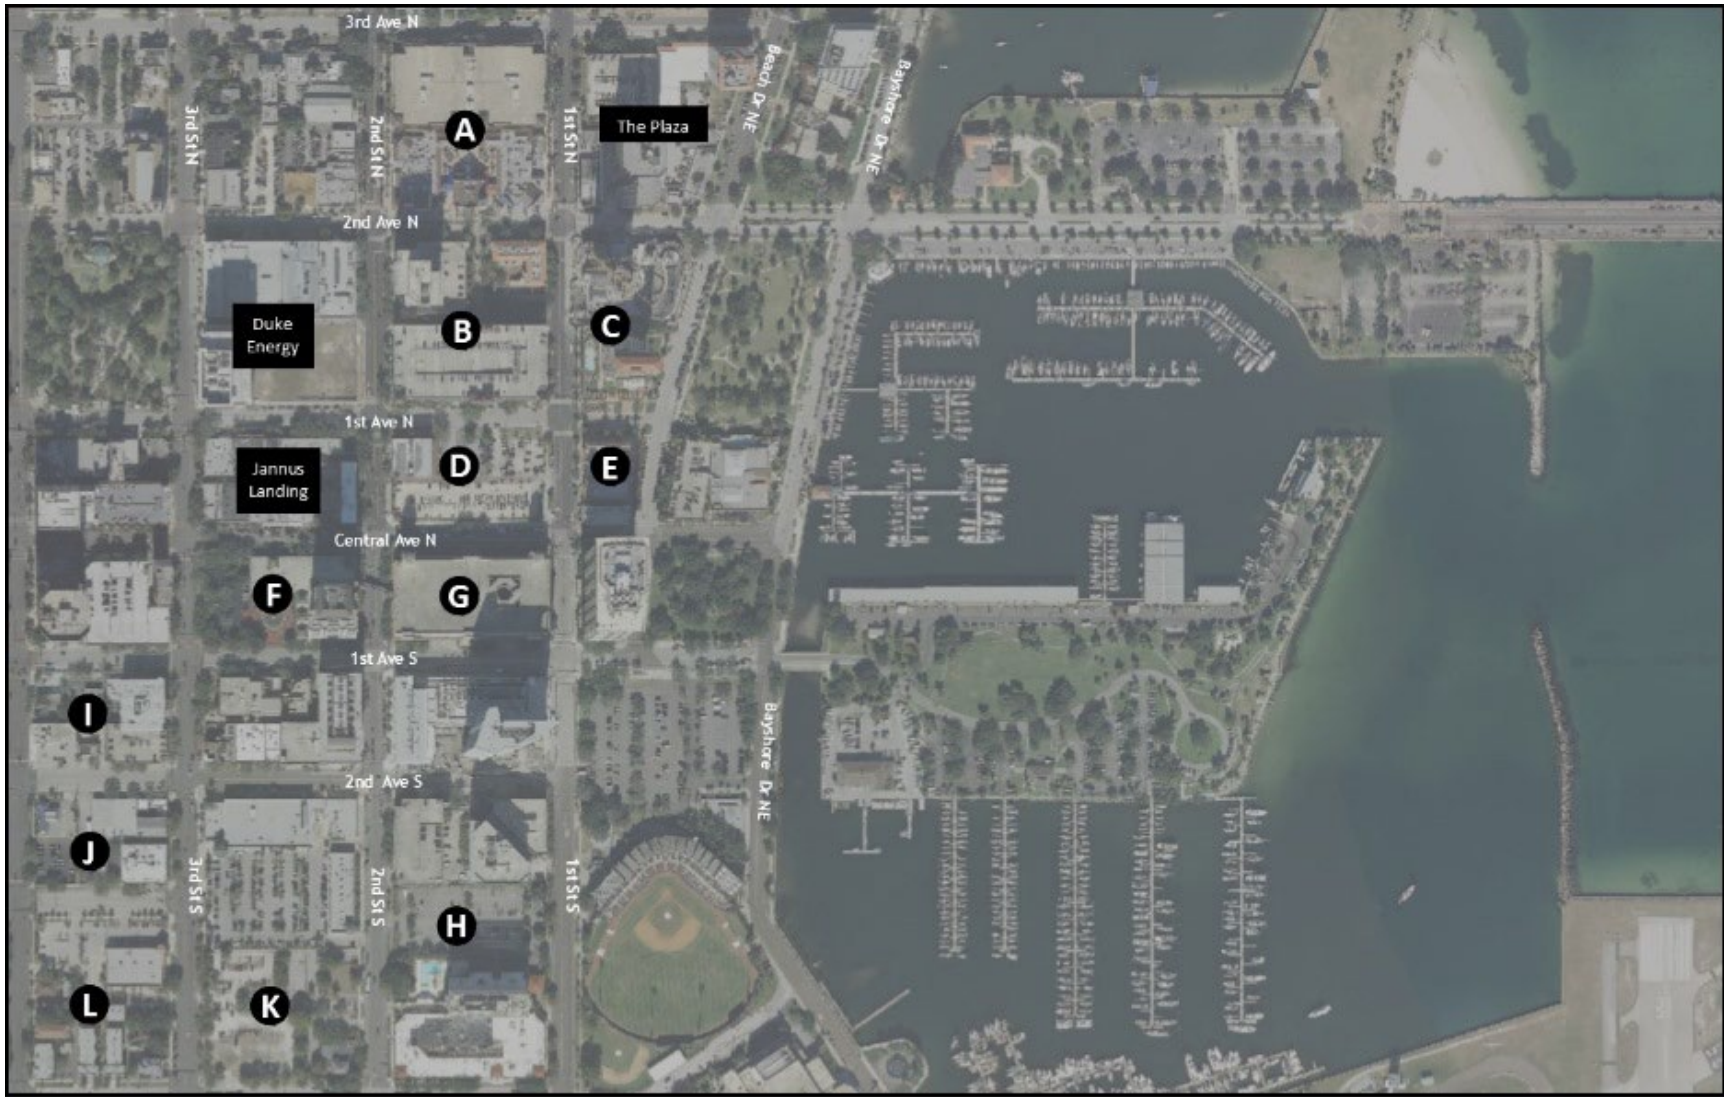 3rd Ave N
Beach Dr NE
Bayshore Dr NE
3rd St N
2nd St N
A
1st St N
The Plaza
2nd Ave N
Duke
Energy
B
C
1st Ave N
Jannus
Landing
D
E
Central Ave N
F
G
1st Ave S
I
Bayshore Dr NE
2nd Ave S
J
3rd St S
2nd St S
1st St S
H
L
K